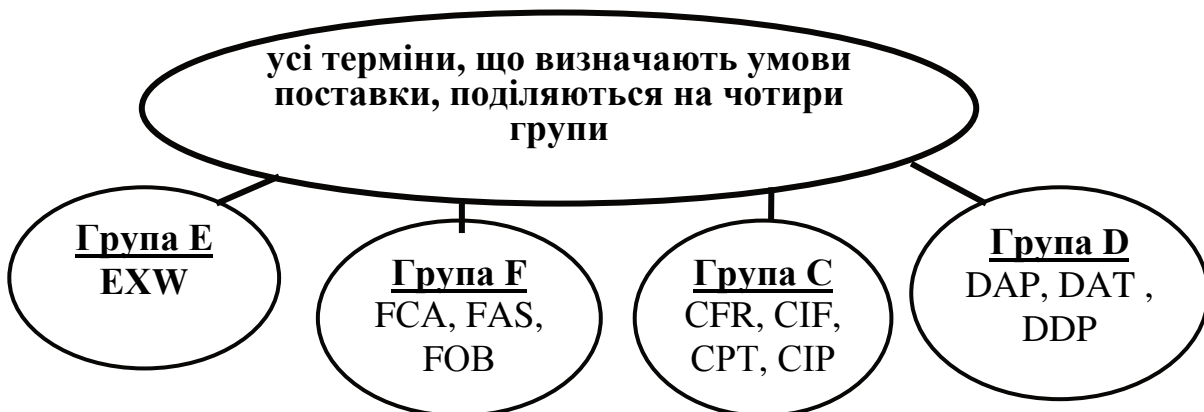 усі терміни, що визначають умови
поставки, поділяються на чотири
групи
Група E
EXW
Група F
FCA, FAS,
FOB
Група C
CFR, CIF,
CPT, CIP
Група D
DAP, DAT ,
DDP